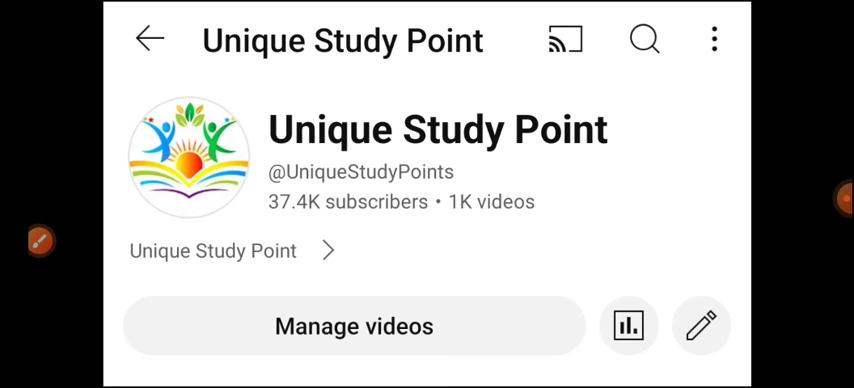 Unique Study Point
Unique Study Point
@UniqueStudyPoints
37.4K subscribers • 1K videos
Unique Study Point
Manage videos